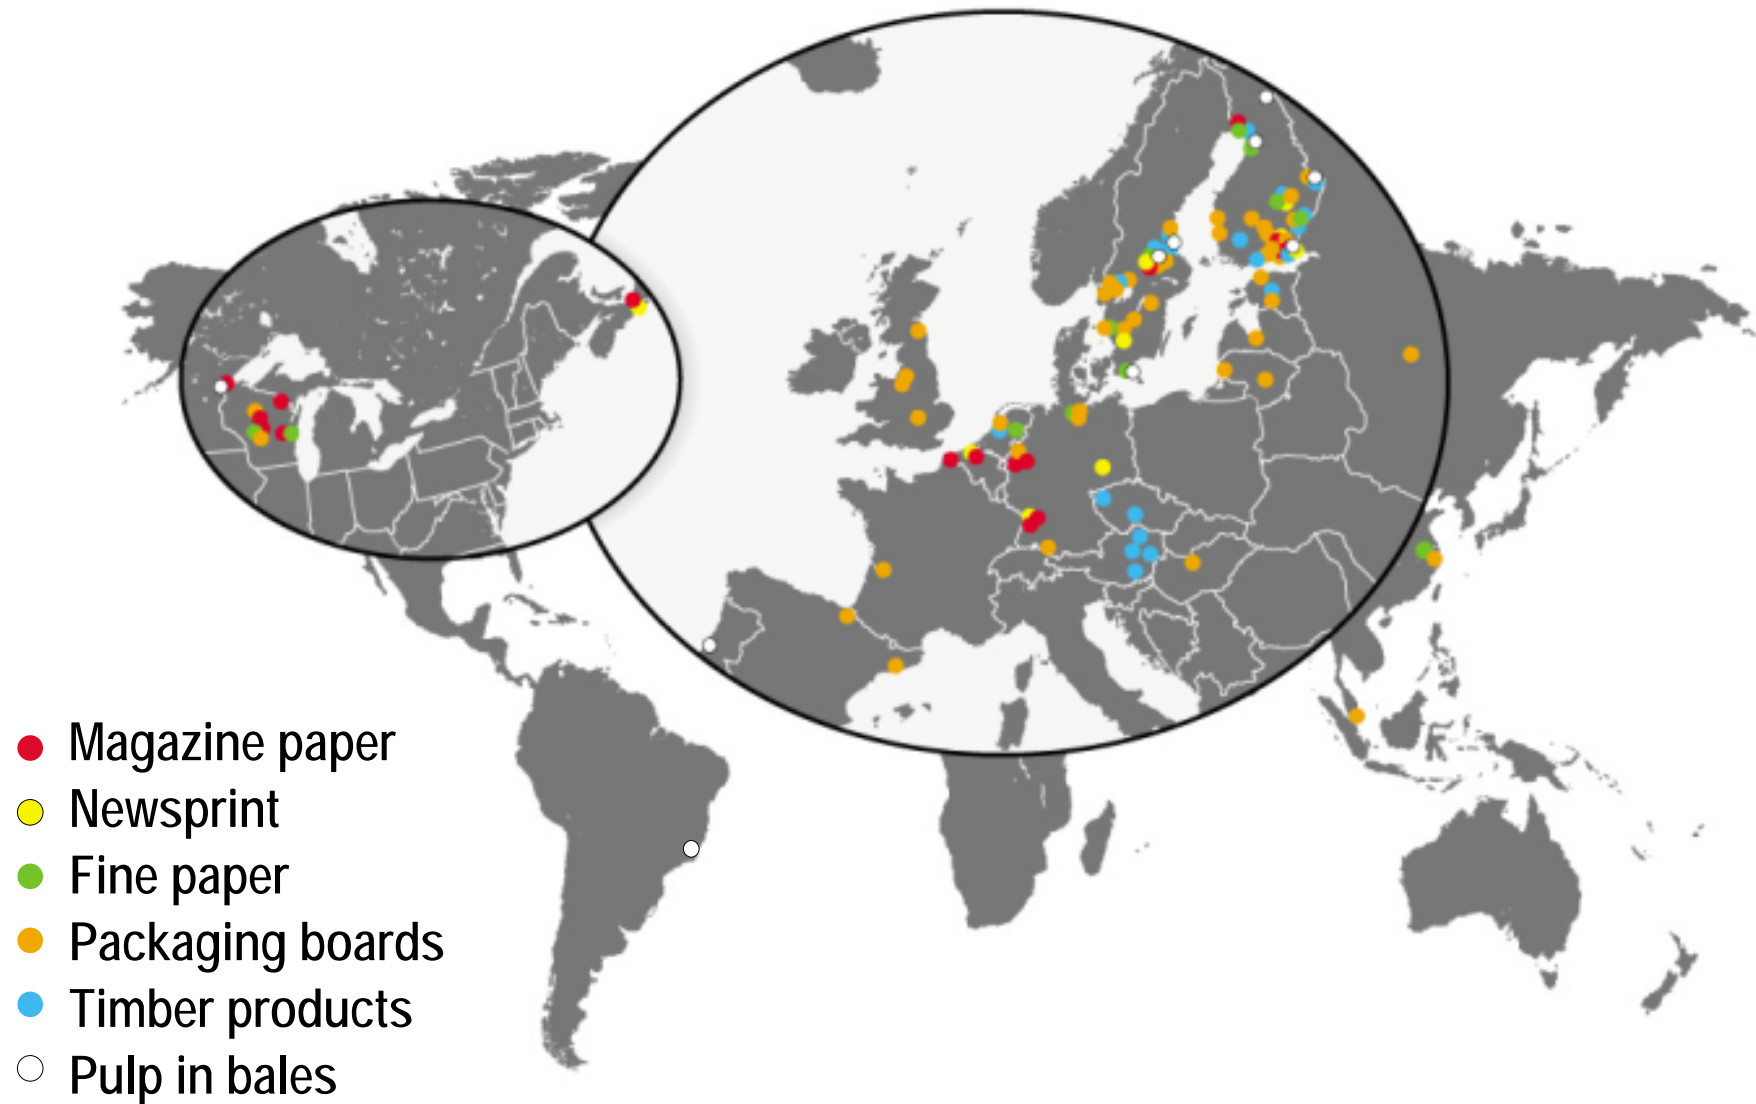 Magazine paper
Newsprint
Fine paper
Packaging boards
Timber products
Pulp in bales